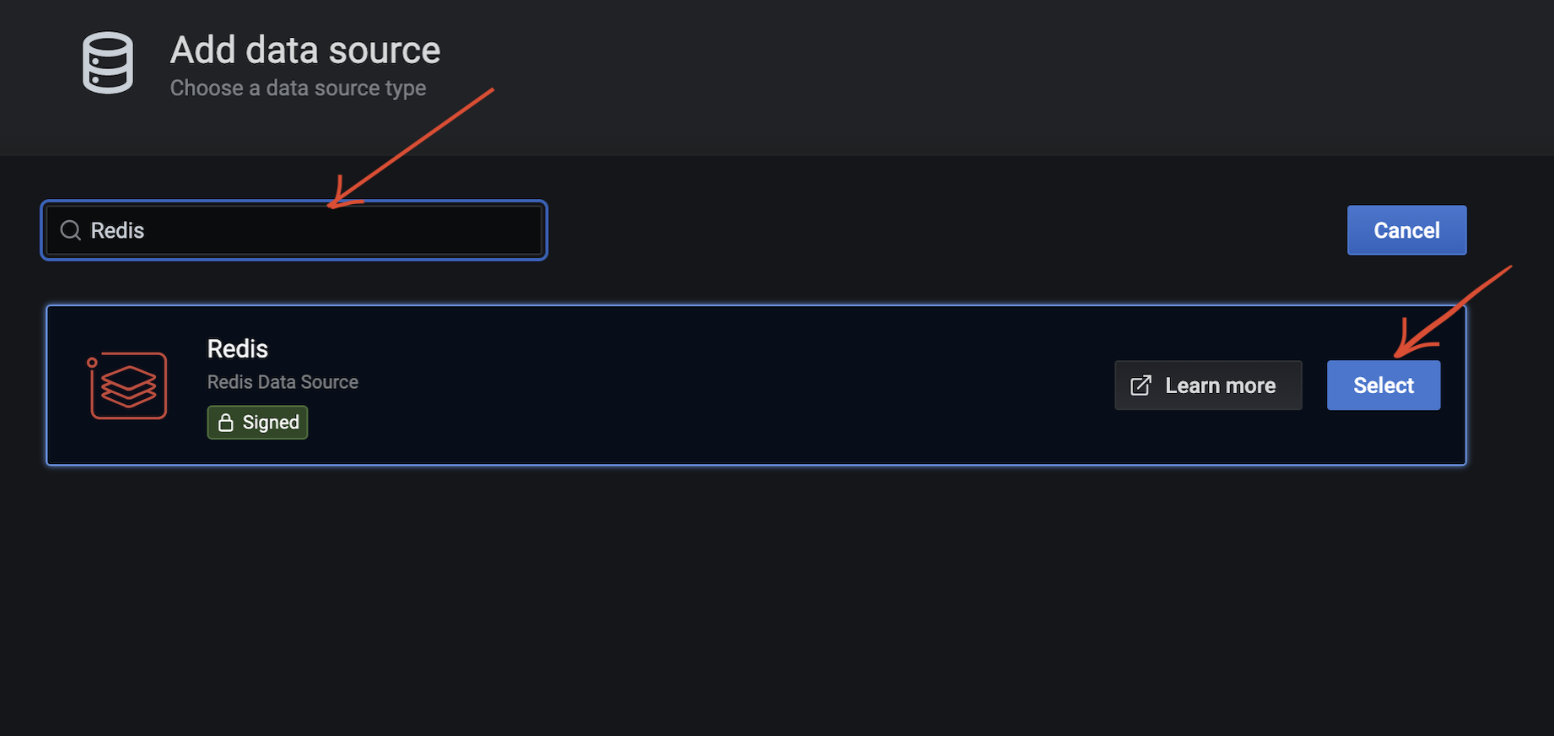 Add data source
Choose a data source type
Redis
Cancel
Redis
Redis Data Source
Signed
Learn more
Select